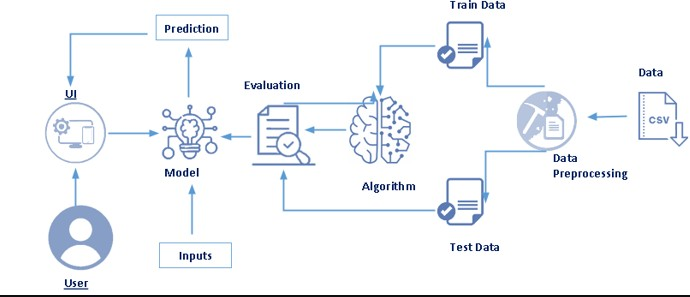 Train Data
Prediction
UI
Evaluation
Data
CSV
Model
Algorithm
Data
Preprocessing
Inputs
Test Data
User